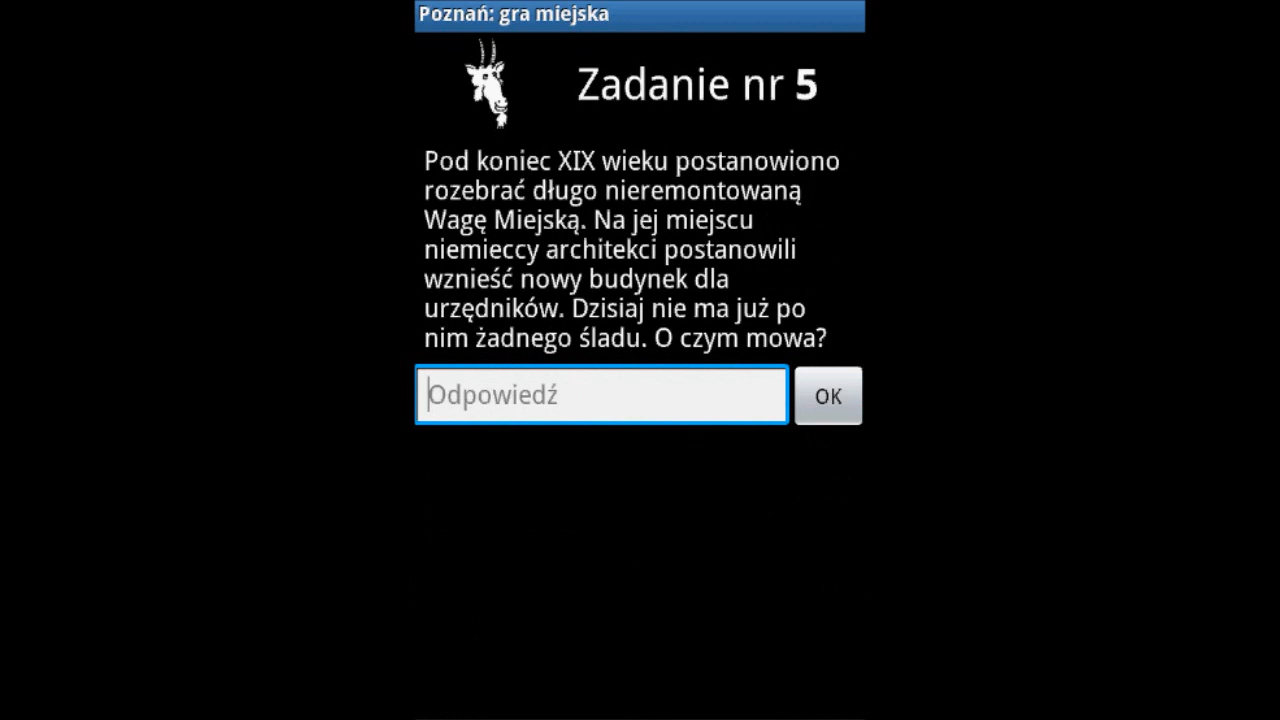 Poznań: gra miejska
Zadanie nr 5
Pod koniec XIX wieku postanowiono
rozebrać długo nieremontowaną
Wagę Miejską. Na jej miejscu
niemieccy architekci postanowili
wznieść nowy budynek dla
urzędników. Dzisiaj nie ma już po
nim żadnego śladu. O czym mowa?
Odpowiedź
OK